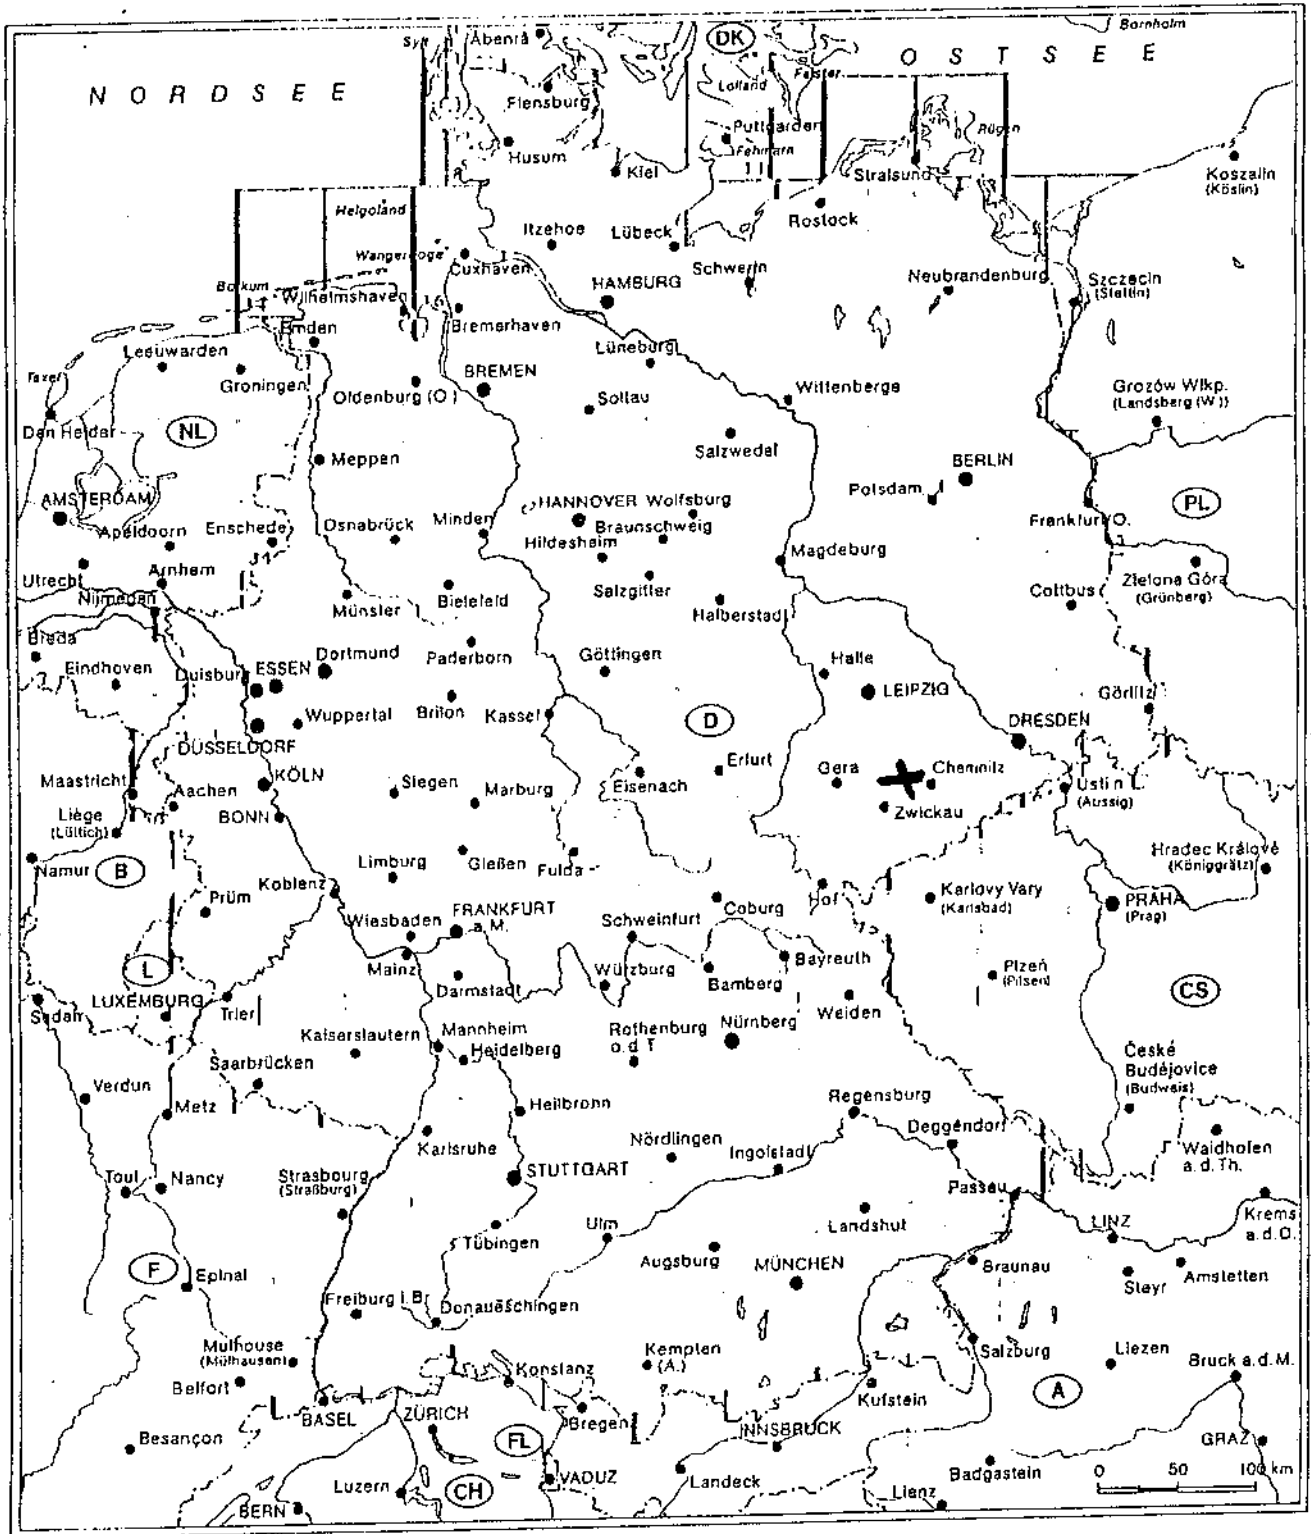 Bornholm
Sylt
Åbenrå
DK
OSTSEE
NORDSEE
Lolland
Falster
Flensburg
Puttgarden
Rügen
Husum
Fehmarn
Kiel
Stralsund
Koszalin
(Köslin)
Helgoland
Rostock
Itzehoe
Lübeck
Wangerooge
Cuxhaven
Schwerin
Neubrandenburg
Szczecin
(Stettin)
Borkum
HAMBURG
Wilhelmshaven
Bremerhaven
Emden
Leeuwarden
Lüneburg
Texel
Groningen
BREMEN
Oldenburg (O.)
Soltau
Wittenberge
Grozów Wlkp.
(Landsberg (W.))
Den Helder
NL
Salzwedel
Meppen
BERLIN
Potsdam
AMSTERDAM
HANNOVER
Wolfsburg
PL
Apeldoorn
Enschede
Osnabrück
Minden
Braunschweig
Frankfurt/O.
Hildesheim
Magdeburg
Utrecht
Arnhem
Zielona Góra
(Grünberg)
Nijmegen
Münster
Bielefeld
Salzgitter
Halberstadt
Cottbus
Breda
Eindhoven
Duisburg
ESSEN
Dortmund
Paderborn
Göttingen
Halle
LEIPZIG
Görlitz
Wuppertal
Brilon
Kassel
D
DRESDEN
DÜSSELDORF
KÖLN
Erfurt
Gera
Chemnitz
Maastricht
Aachen
Siegen
Marburg
Eisenach
Usti n L.
(Aussig)
Liège
(Lüttich)
BONN
Zwickau
Namur
B
Limburg
Gießen
Fulda
Hradec Králové
(Königgrätz)
Prüm
Koblenz
Hof
Karlovy Vary
(Karlsbad)
PRAHA
(Prag)
Coburg
Wiesbaden
FRANKFURT
a.M.
Schweinfurt
Mainz
Bayreuth
L
Darmstadt
Würzburg
Bamberg
Plzeň
(Pilsen)
CS
LUXEMBURG
Sedan
Trier
Weiden
Kaiserslautern
Mannheim
Heidelberg
Rothenburg
o.d.T
Nürnberg
Saarbrücken
České
Budějovice
(Budweis)
Verdun
Metz
Heilbronn
Regensburg
Karlsruhe
Nördlingen
Deggendorf
Ingolstadt
Waidhofen
a.d.Th.
Toul
Nancy
Strasbourg
(Straßburg)
STUTTGART
Passau
Krems
a.d.D.
Tübingen
Ulm
Landshut
LINZ
F
Augsburg
MÜNCHEN
Braunau
Steyr
Amstetten
Epinal
Freiburg i.Br
Donaueschingen
Mulhouse
(Mülhausen)
Kempten
(A.)
Salzburg
Liezen
Bruck a.d.M.
Belfort
Konstanz
Kufstein
A
BASEL
ZÜRICH
Bregen
INNSBRUCK
Besançon
FL
GRAZ
Luzern
CH
VADUZ
Landeck
Badgastein
0 50 100 km
BERN
Lienz